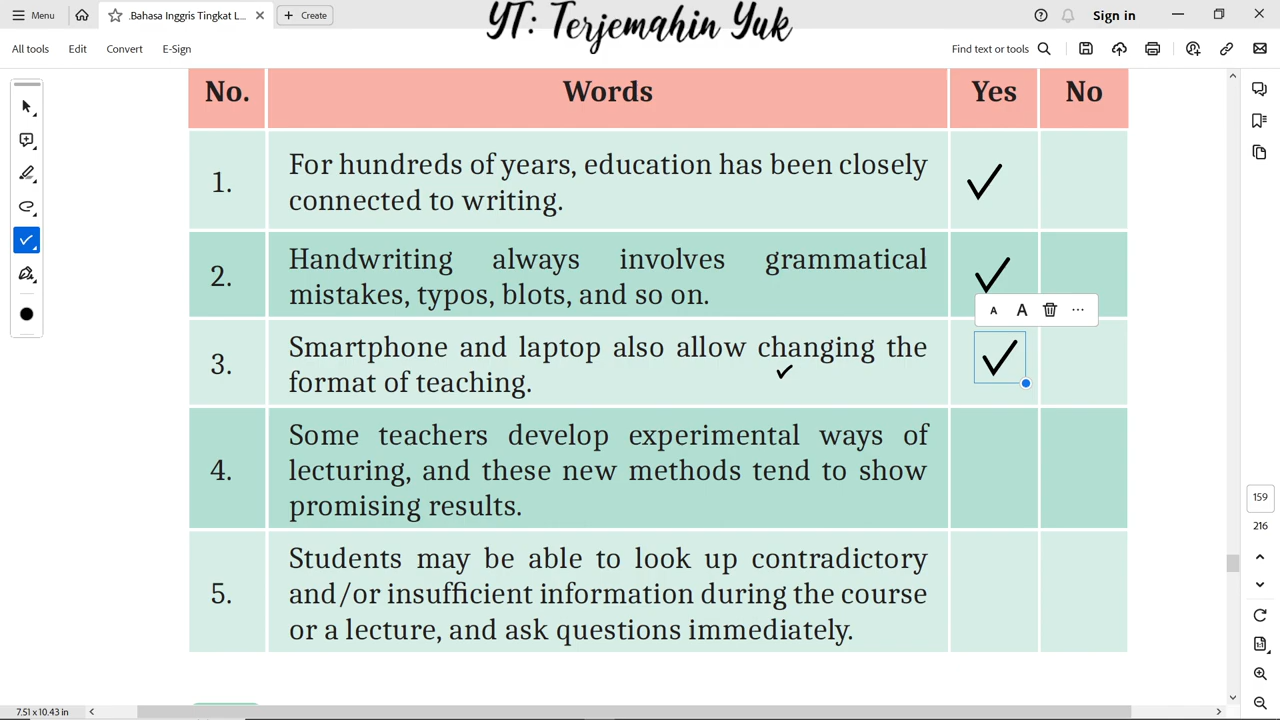 Menu
.Bahasa Inggris Tingkat L...
Create
YT: Terjemahin Yuk
Sign in
All tools
Edit
Convert
E-Sign
Find text or tools
No.
Words
Yes
No
1.
For hundreds of years, education has been closely
connected to writing.
2.
Handwriting always involves grammatical
mistakes, typos, blots, and so on.
A A
3.
Smartphone and laptop also allow changing the
format of teaching.
4.
Some teachers develop experimental ways of
lecturing, and these new methods tend to show
promising results.
5.
Students may be able to look up contradictory
and/or insufficient information during the course
or a lecture, and ask questions immediately.
159
216
7.51 x 10.43 in